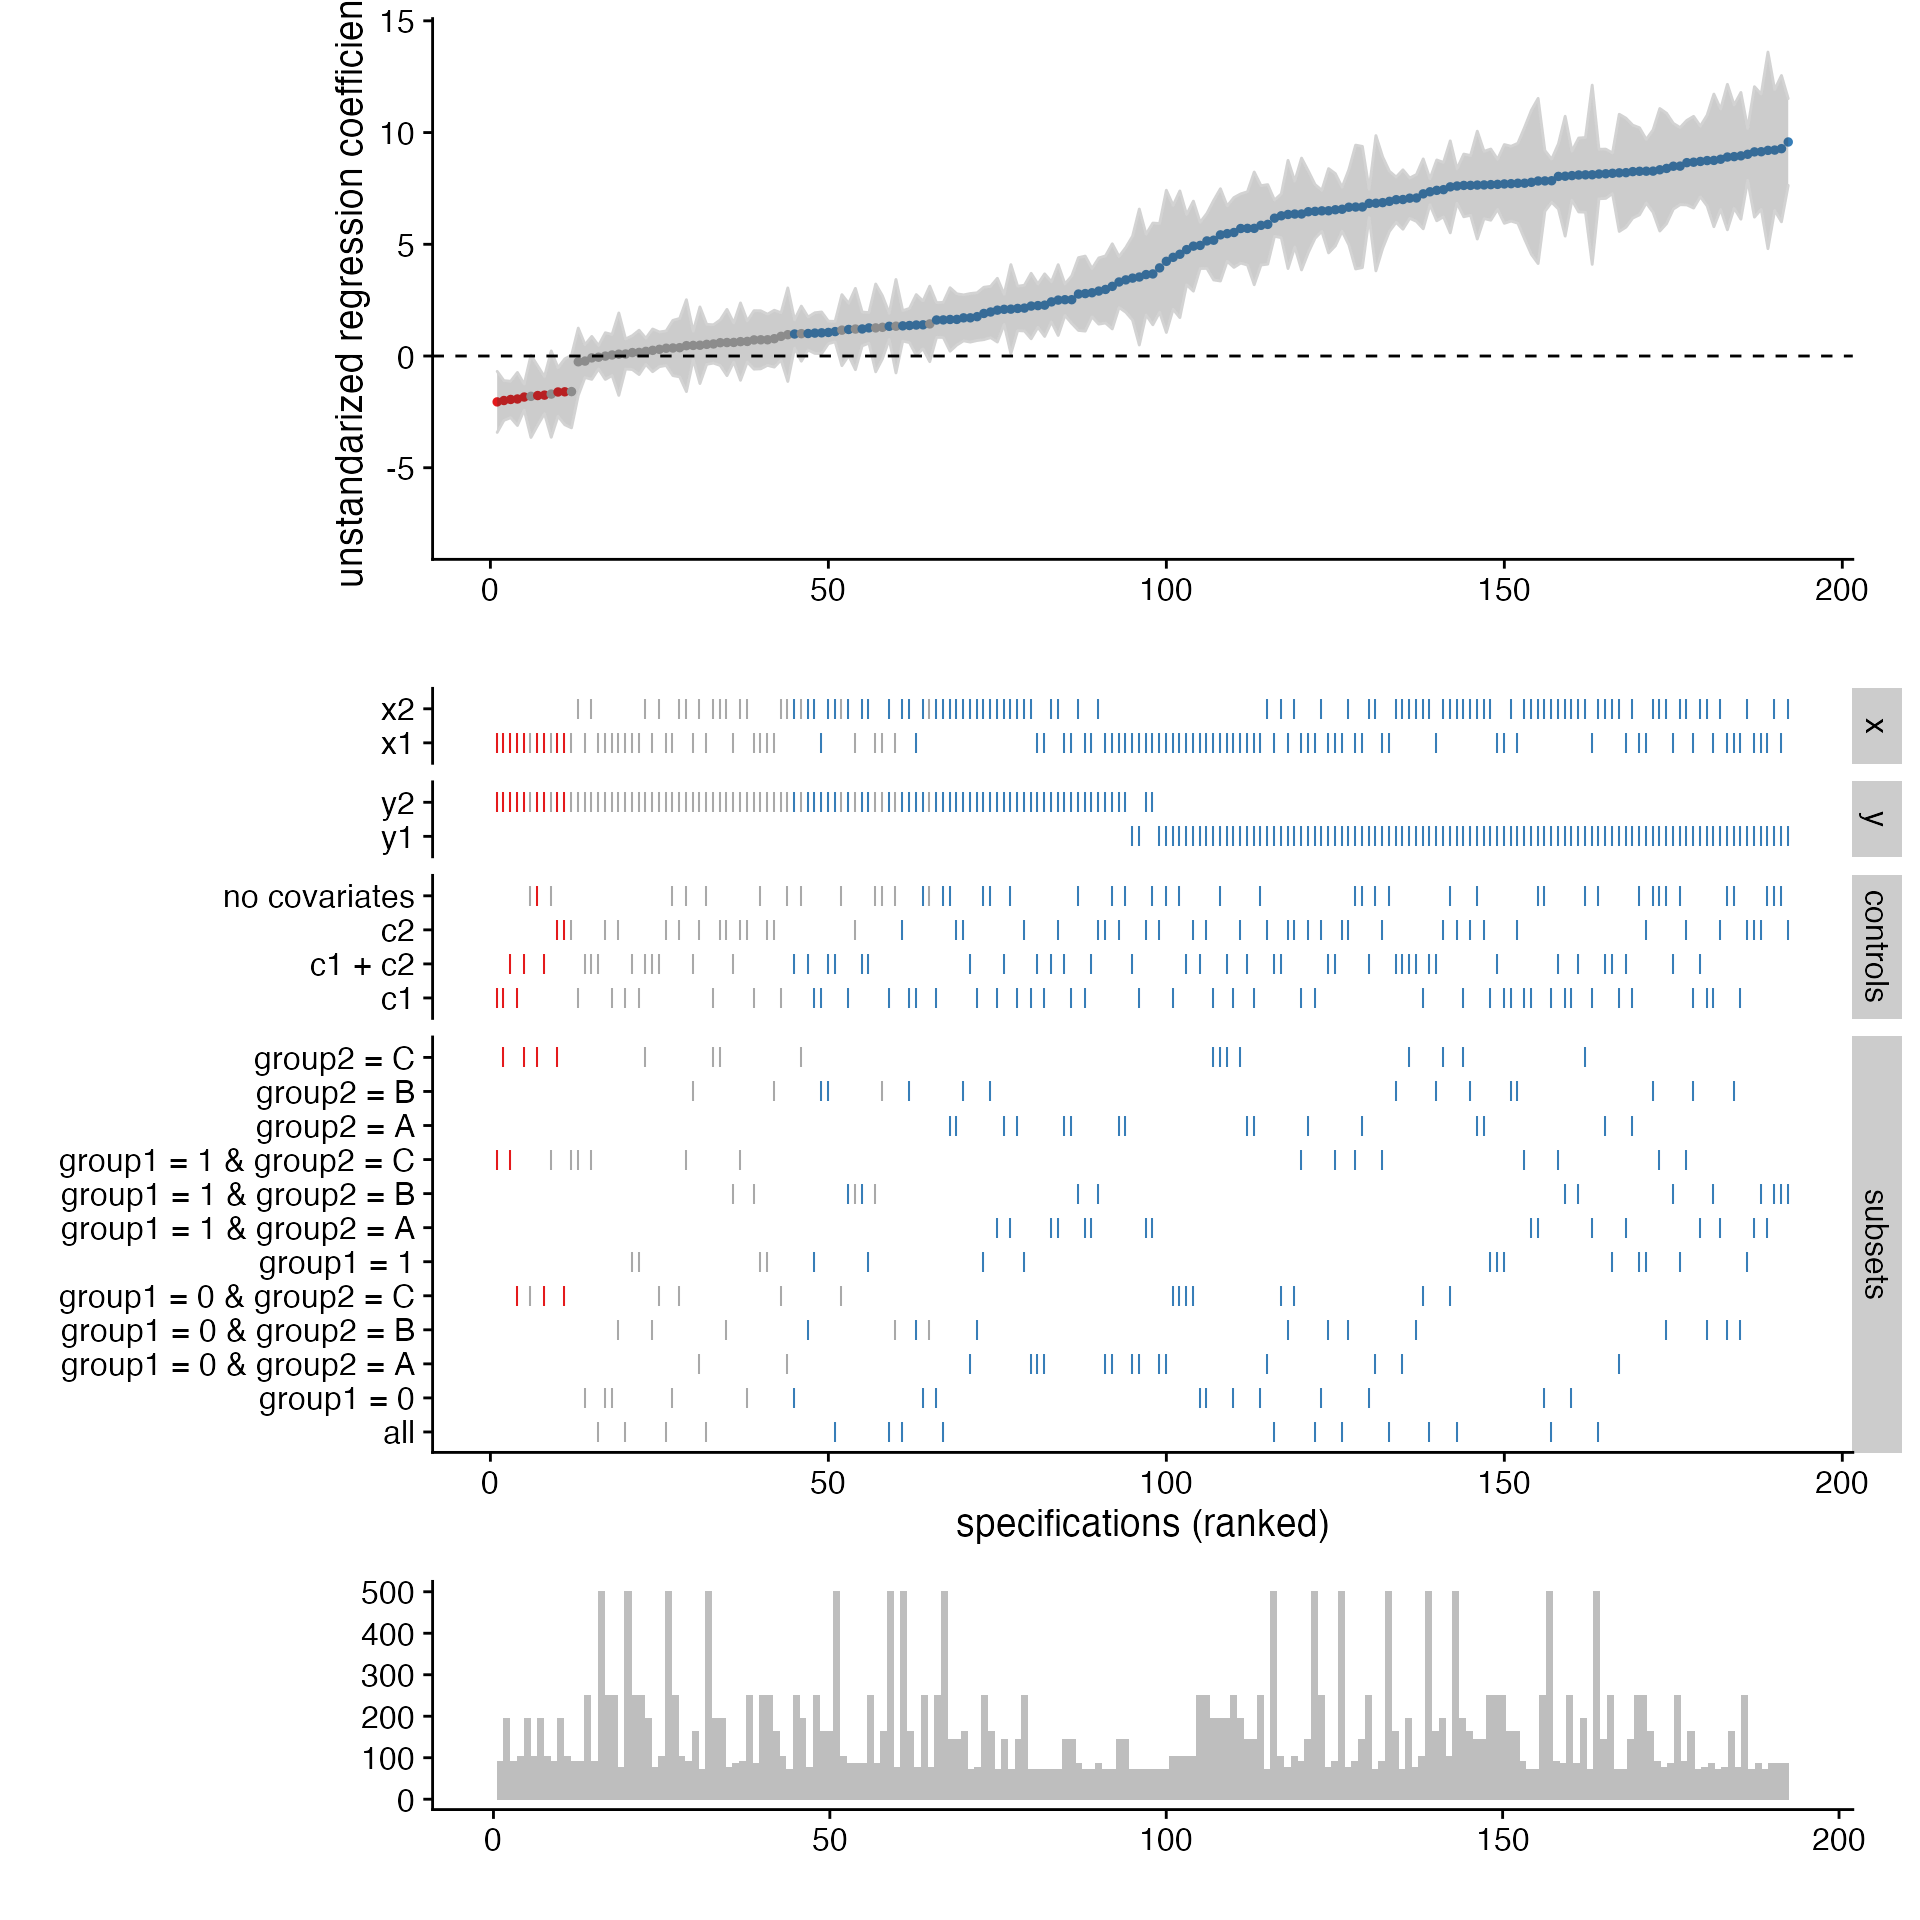 unstandarized regression coefficien
15
10
5
0
-5
0 50 100 150 200
x2
x1
x
y2
y1
y
no covariates
c2
c1 + c2
c1
controls
group2 = C
group2 = B
group2 = A
group1 = 1 & group2 = C
group1 = 1 & group2 = B
group1 = 1 & group2 = A
group1 = 1
group1 = 0 & group2 = C
group1 = 0 & group2 = B
group1 = 0 & group2 = A
group1 = 0
all
subsets
0 50 100 150 200
specifications (ranked)
500
400
300
200
100
0
0 50 100 150 200